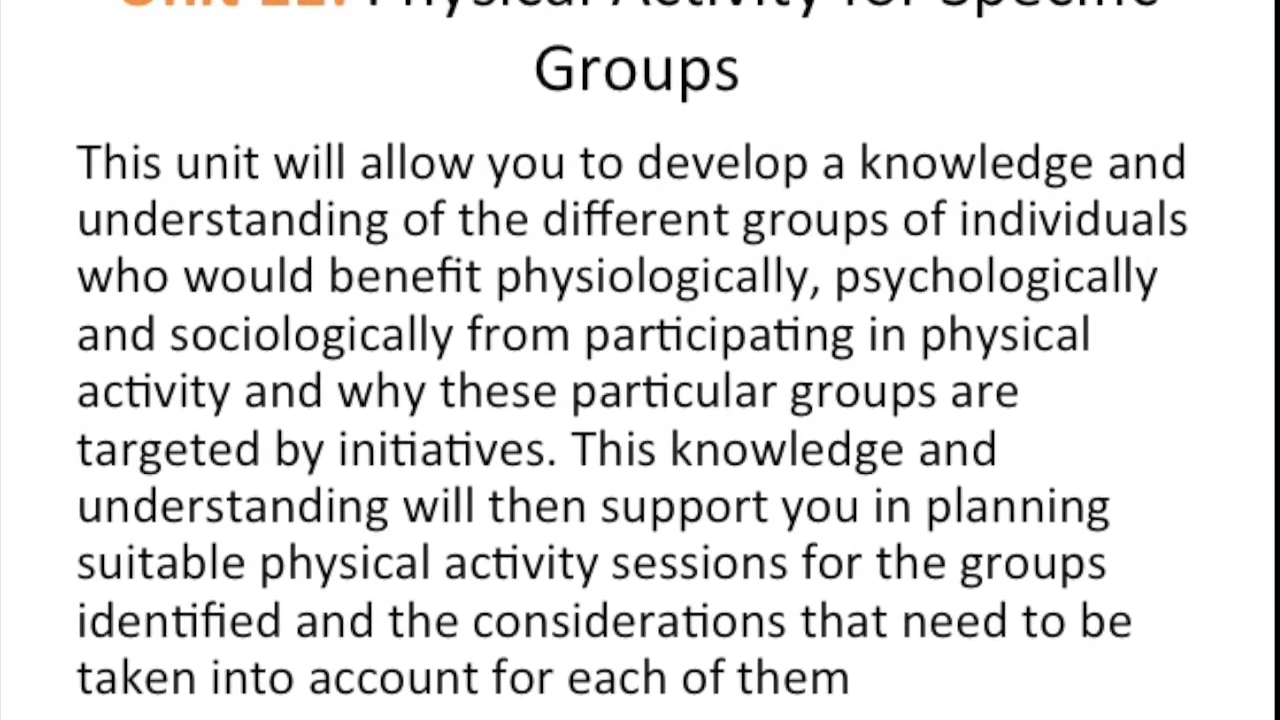 Physical Activity for Specific
Groups
This unit will allow you to develop a knowledge and
understanding of the different groups of individuals
who would benefit physiologically, psychologically
and sociologically from participating in physical
activity and why these particular groups are
targeted by initiatives. This knowledge and
understanding will then support you in planning
suitable physical activity sessions for the groups
identified and the considerations that need to be
taken into account for each of them